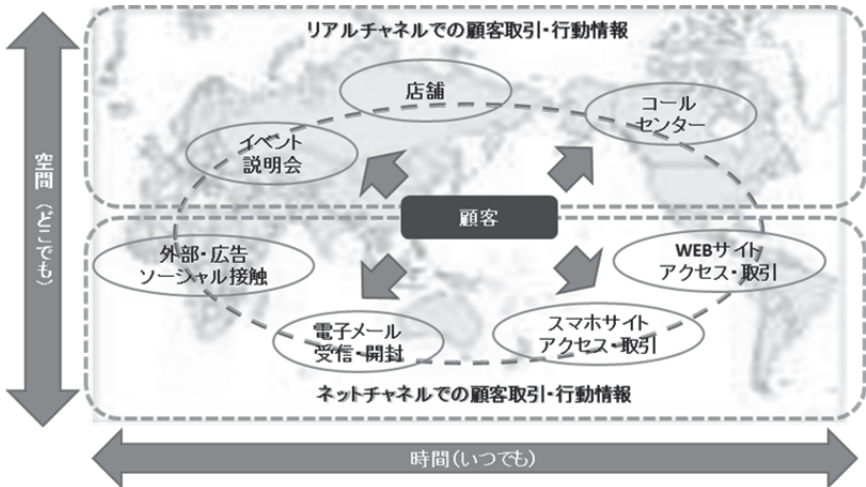 リアルチャネルでの顧客取引・行動情報
店舗
コール
センター
イベント
説明会
空間（どこでも）
顧客
外部・広告
ソーシャル接触
WEBサイト
アクセス・取引
電子メール
受信・開封
スマホサイト
アクセス・取引
ネットチャネルでの顧客取引・行動情報
時間（いつでも）